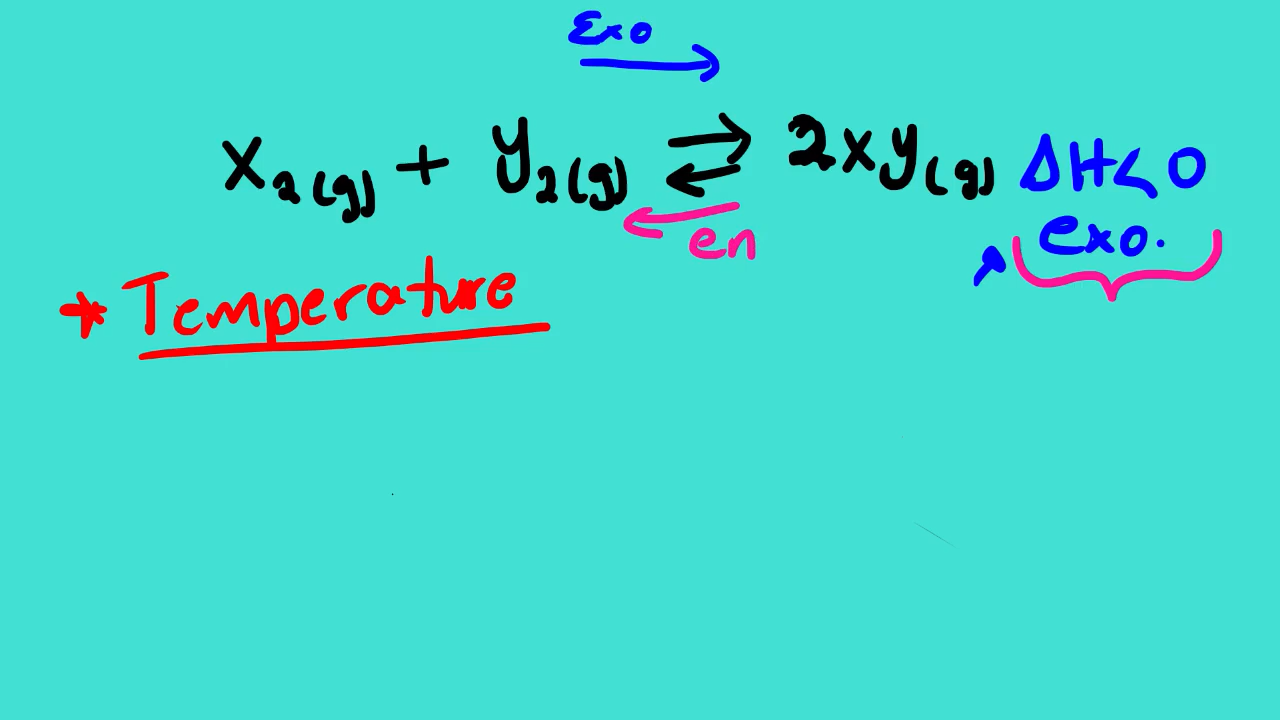 Exo
x₂(g) + y₂(g) ⇄ 2xy(g) ΔH<0
en exo.
* Temperature